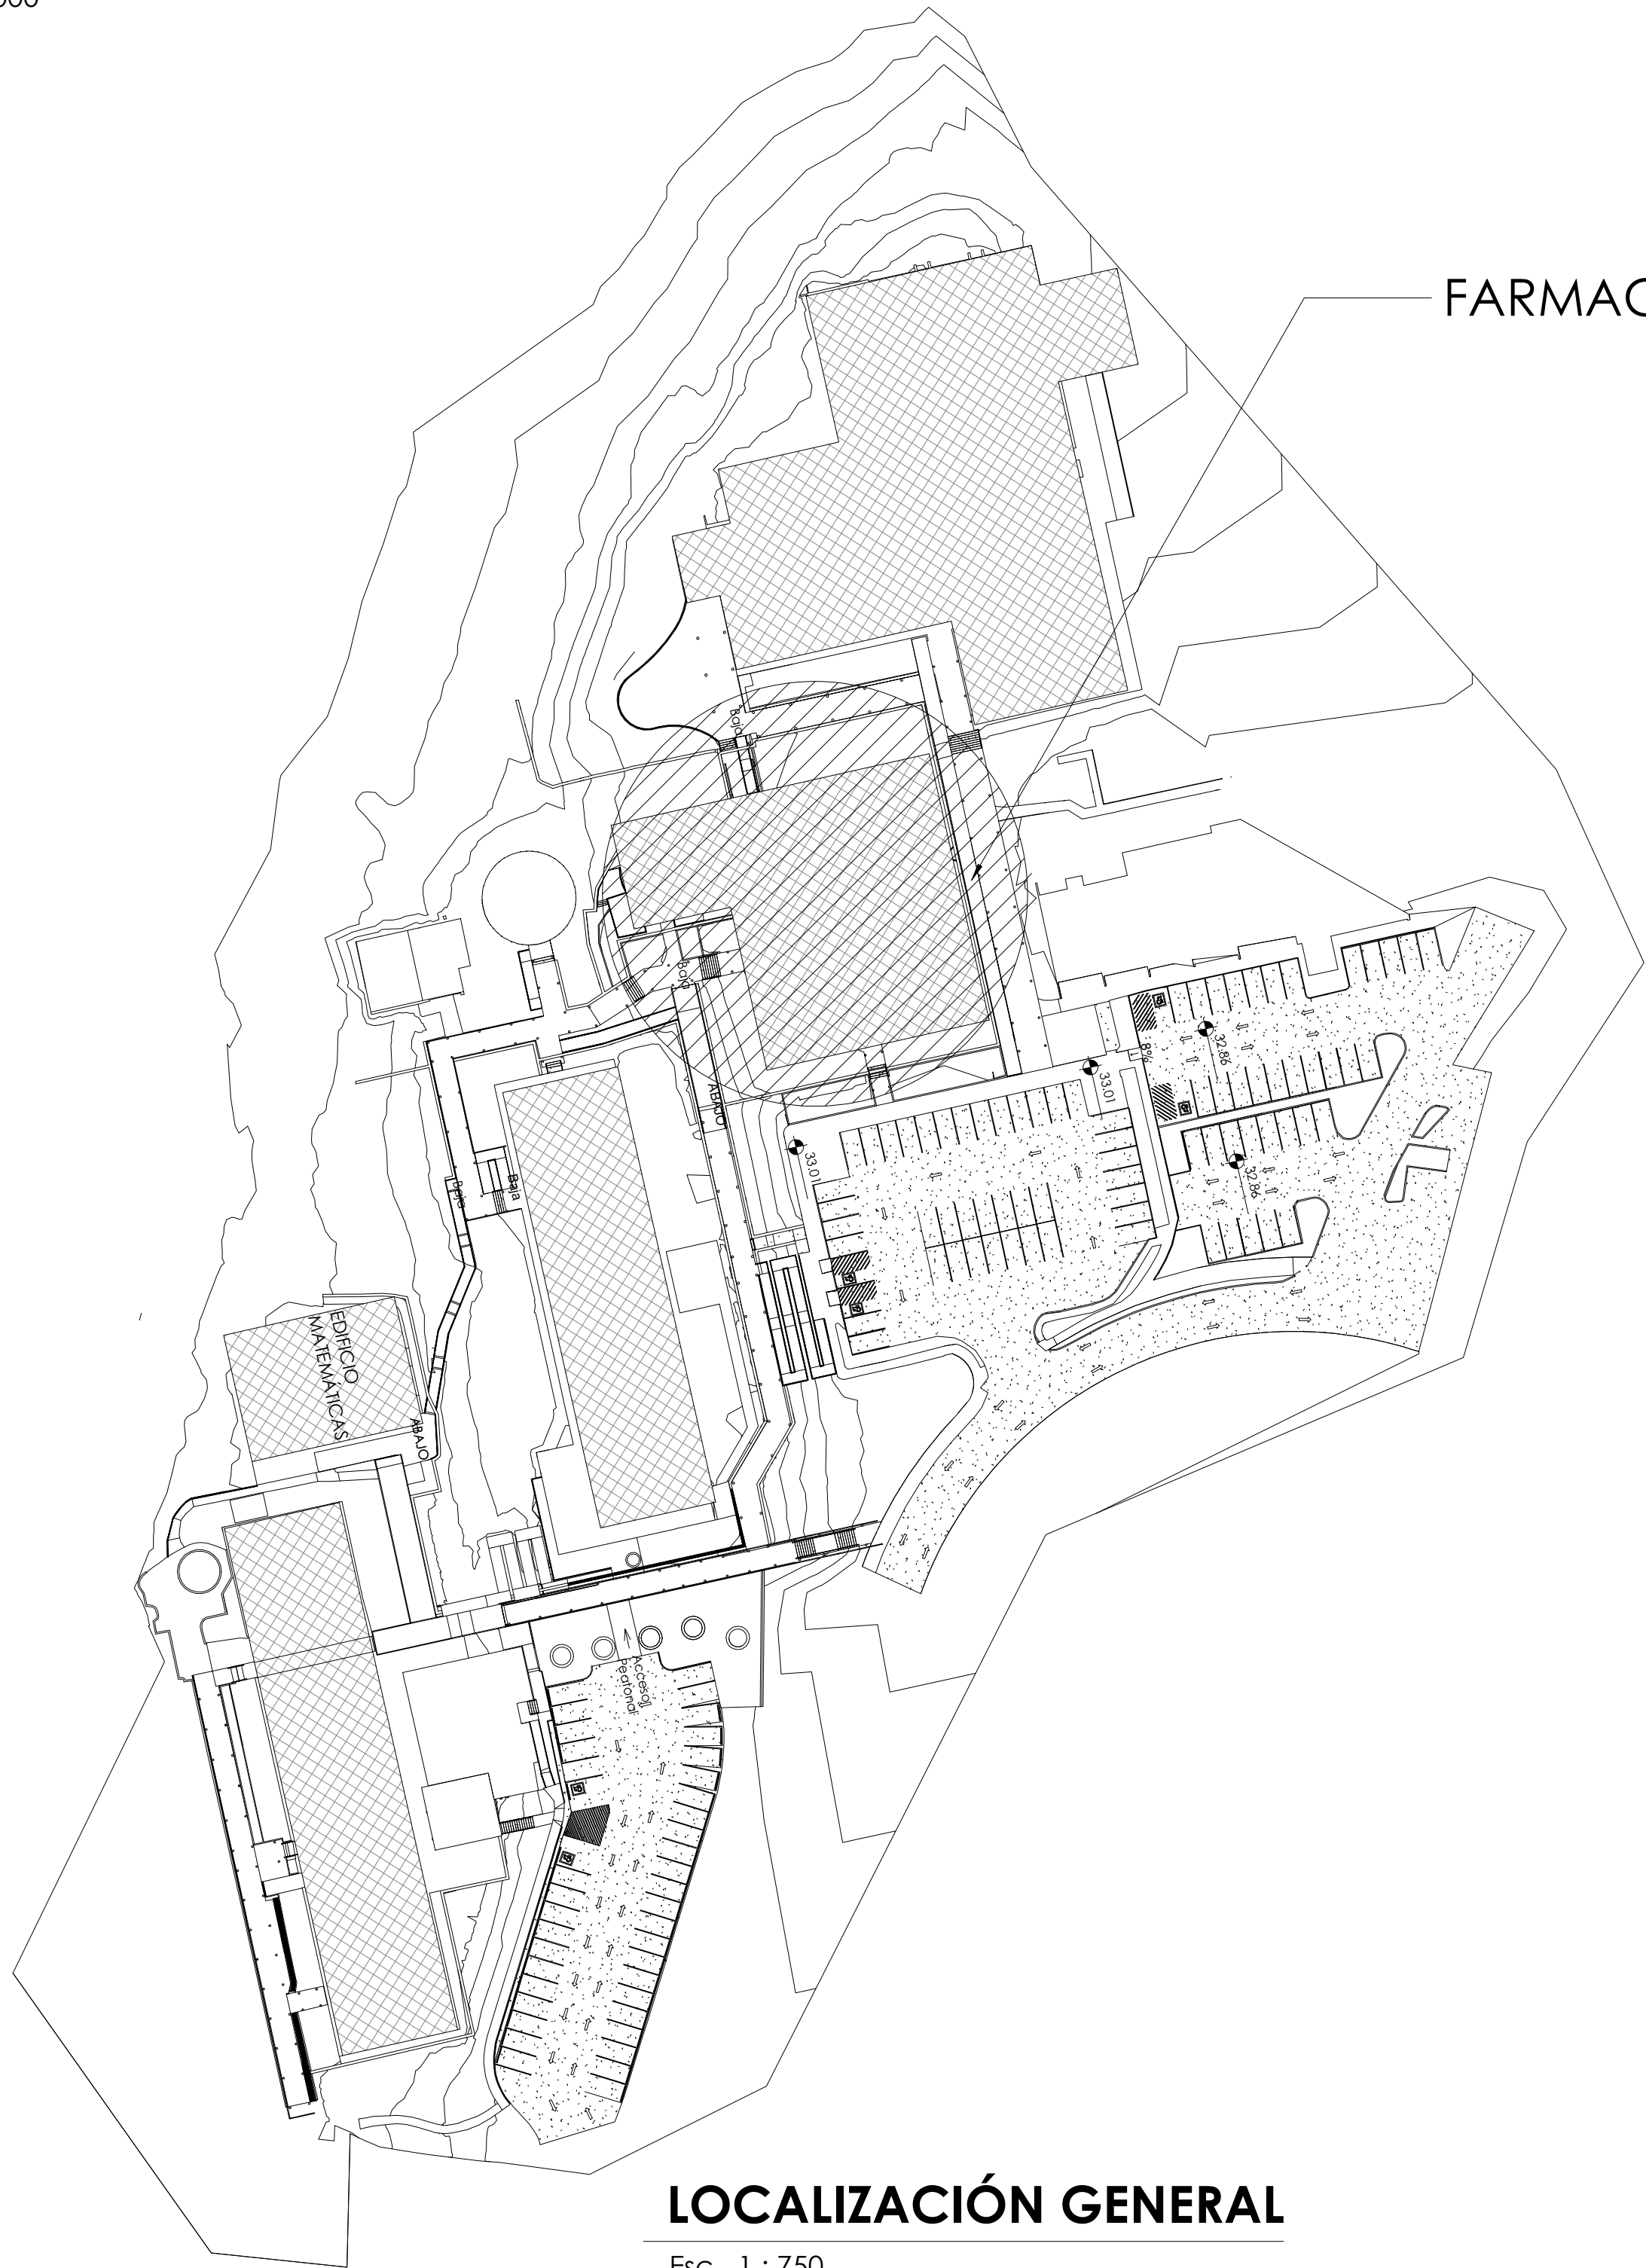 FARMAC
Baja
Baja
ABAJO
8%
32.86
33.01
33.01
32.86
Baja
Baja
EDIFICIO
MATEMÁTICAS
ABAJO
Acceso
Peatonal
LOCALIZACIÓN GENERAL
Esc. 1 : 750